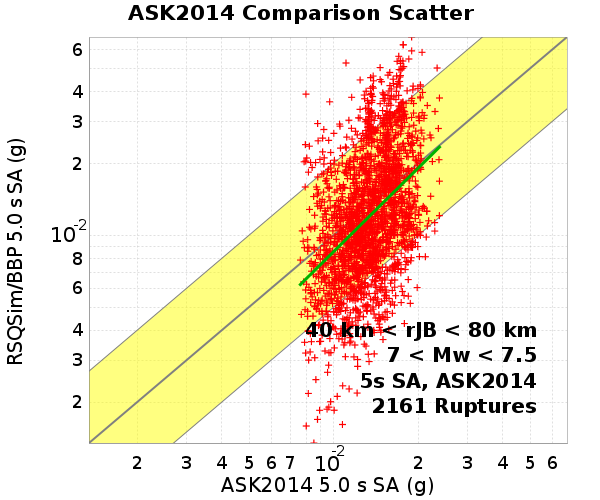 ASK2014 Comparison Scatter
RSQSim/BBP 5.0 s SA (g)
6
4
3
2
10-2
8
6
4
3
2
40 km < rJB < 80 km
7 < Mw < 7.5
5s SA, ASK2014
2161 Ruptures
2 3 4 5 6 7 10-2 2 3 4 5 6
ASK2014 5.0 s SA (g)